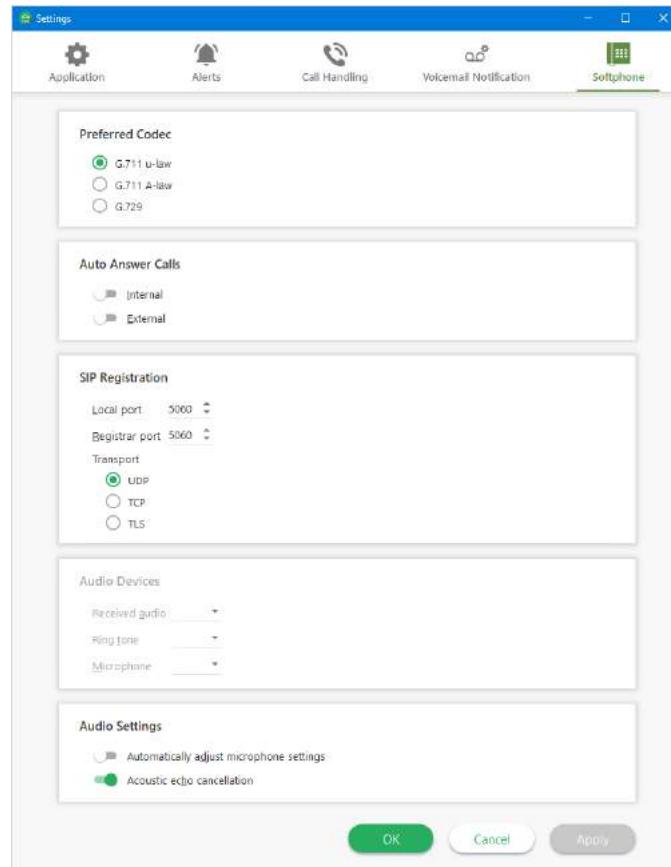 Settings
Application
Alerts
Call Handling
Voicemail Notification
Softphone
Preferred Codec
G.711 u-law
G.711 A-law
G.729
Auto Answer Calls
Internal
External
SIP Registration
Local port 5060
Registrar port 5060
Transport
UDP
TCP
TLS
Audio Devices
Received audio
Ring tone
Microphone
Audio Settings
Automatically adjust microphone settings
Acoustic echo cancellation
OK Cancel Apply